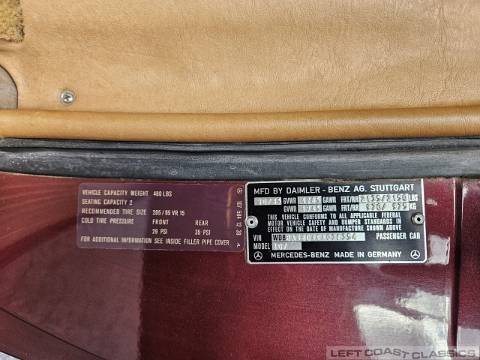 VEHICLE CAPACITY WEIGHT 400 LBS
SEATING CAPACITY 2
RECOMMENDED TIRE SIZE 205/65 VR 15
COLD TIRE PRESSURE FRONT REAR
PSI 35 PSI
FOR ADDITIONAL INFORMATION SEE INSIDE FILLER PIPE COVER
MFD BY DAIMLER-BENZ AG. STUTTGART
GVWR GAWR FRT/RR
GVWR GAWR KG
THIS VEHICLE CONFORMS TO ALL APPLICABLE FEDERAL
MOTOR VEHICLE SAFETY AND BUMPER STANDARDS
IN EFFECT ON THE DATE OF MANUFACTURE SHOWN ABOVE
VIN PASSENGER CAR
MODEL
MERCEDES-BENZ MADE IN GERMANY
LEFT COAST CLASSICS